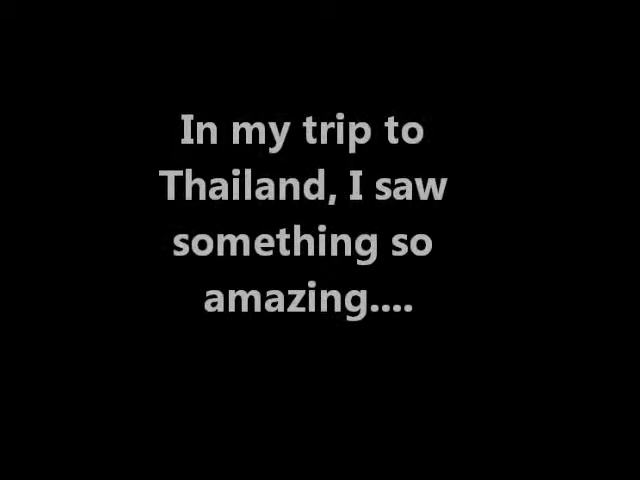 In my trip to
Thailand, I saw
something so
amazing....